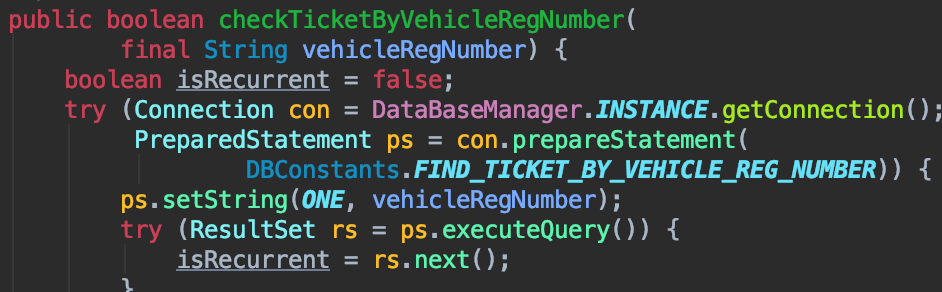 public boolean checkTicketByVehicleRegNumber(
final String vehicleRegNumber) {
boolean isRecurrent = false;
try (Connection con = DataBaseManager.INSTANCE.getConnection();
PreparedStatement ps = con.prepareStatement(
DBConstants.FIND_TICKET_BY_VEHICLE_REG_NUMBER)) {
ps.setString(ONE, vehicleRegNumber);
try (ResultSet rs = ps.executeQuery()) {
isRecurrent = rs.next();
}